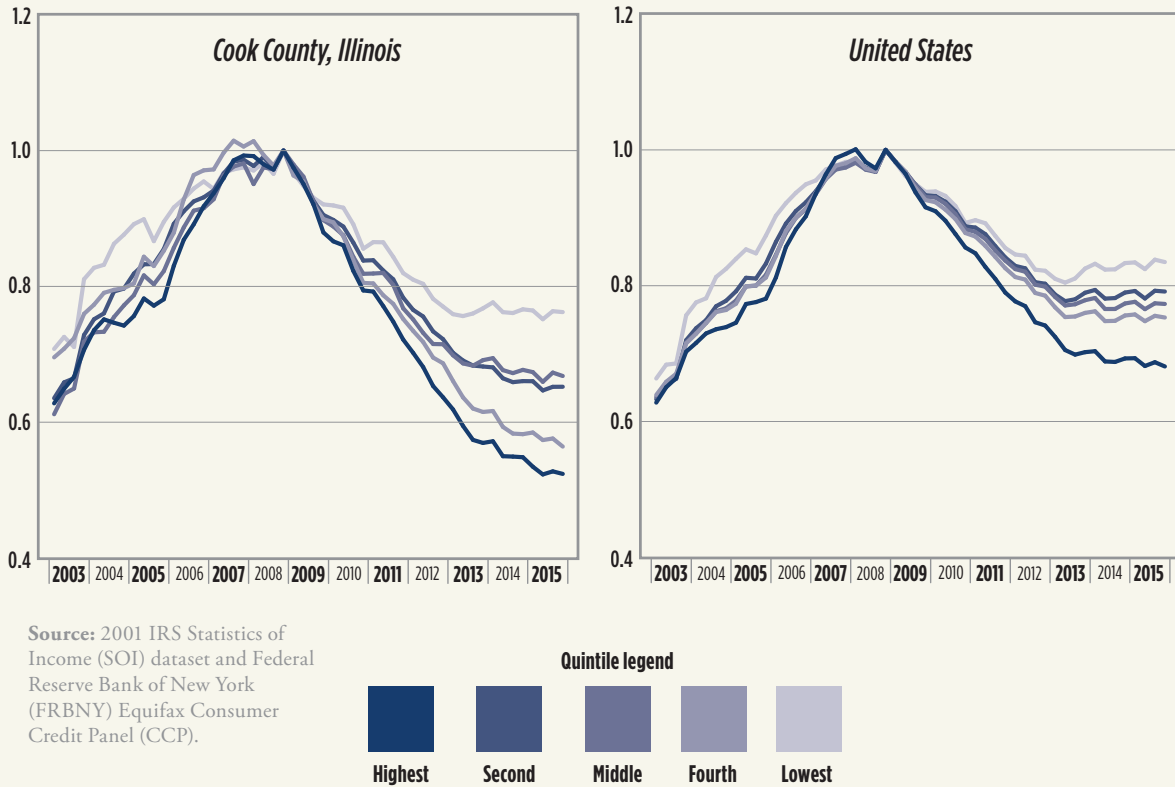 Cook County, Illinois
1.2
1.0
0.8
0.6
0.4
2003 2004 2005 2006 2007 2008 2009 2010 2011 2012 2013 2014 2015
United States
1.2
1.0
0.8
0.6
0.4
2003 2004 2005 2006 2007 2008 2009 2010 2011 2012 2013 2014 2015
Source: 2001 IRS Statistics of
Income (SOI) dataset and Federal
Reserve Bank of New York
(FRBNY) Equifax Consumer
Credit Panel (CCP).
Quintile legend
Highest Second Middle Fourth Lowest